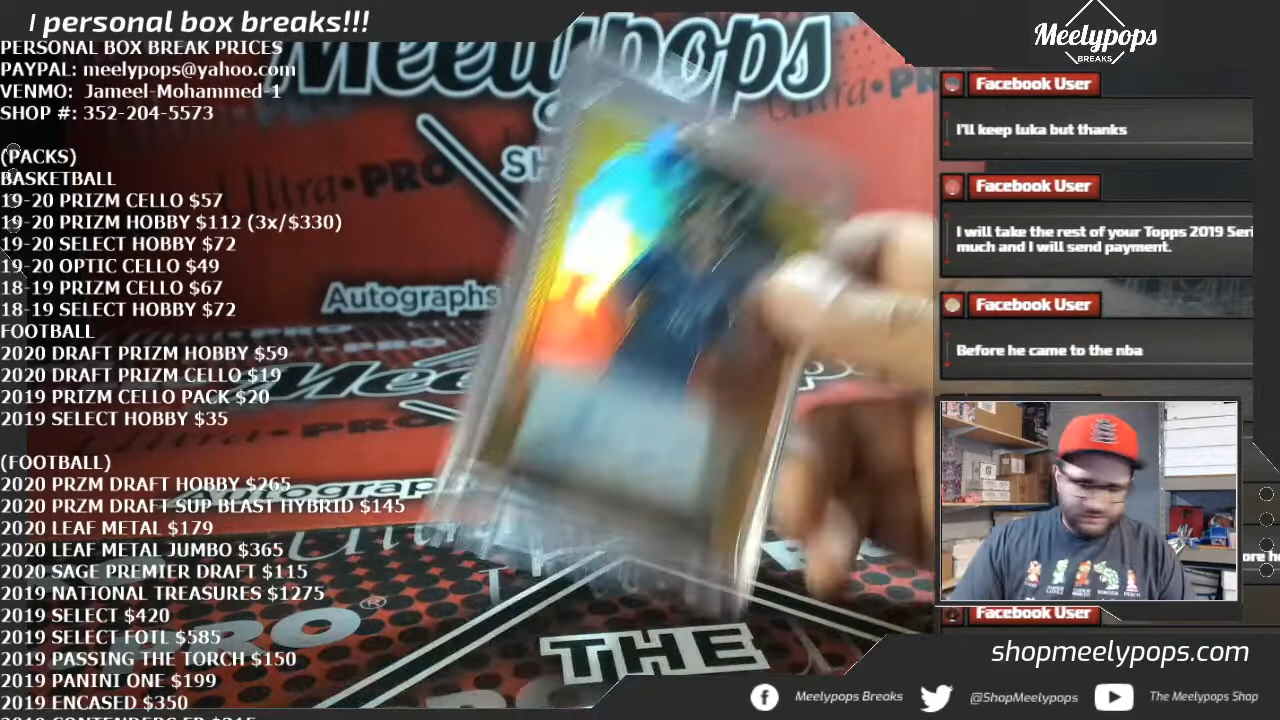 I personal box breaks!!!
PERSONAL BOX BREAK PRICES
PAYPAL: meelypops@yahoo.com
VENMO: Jameel-Mohammed-1
SHOP #: 352-204-5573
(PACKS)
BASKETBALL
19-20 PRIZM CELLO $57
19-20 PRIZM HOBBY $112 (3x/$330)
19-20 SELECT HOBBY $72
19-20 OPTIC CELLO $49
18-19 PRIZM CELLO $67
18-19 SELECT HOBBY $72
FOOTBALL
2020 DRAFT PRIZM HOBBY $59
2020 DRAFT PRIZM CELLO $19
2019 PRIZM CELLO PACK $20
2019 SELECT HOBBY $35
(FOOTBALL)
2020 PRZM DRAFT HOBBY $265
2020 PRZM DRAFT SUP BLAST HYBRID $145
2020 LEAF METAL $179
2020 LEAF METAL JUMBO $365
2020 SAGE PREMIER DRAFT $115
2019 NATIONAL TREASURES $1275
2019 SELECT $420
2019 SELECT FOTL $585
2019 PASSING THE TORCH $150
2019 PANINI ONE $199
2019 ENCASED $350
Meelypops
SH
Ultra•PRO
Autographs
THE
Meelypops
BREAKS
Facebook User
I'll keep luka but thanks
Facebook User
I will take the rest of your Topps 2019 Seri
much and I will send payment.
Facebook User
Before he came to the nba
Facebook User
shopmeelypops.com
Meelypops Breaks
@ShopMeelypops
The Meelypops Shop